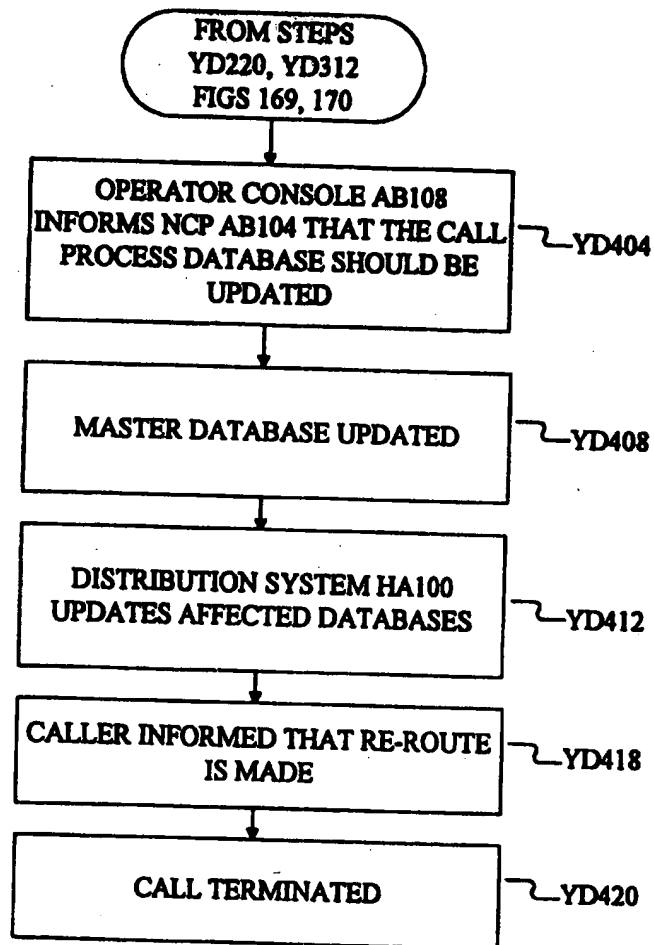 FROM STEPS
YD220, YD312
FIGS 169, 170
OPERATOR CONSOLE AB108
INFORMS NCP AB104 THAT THE CALL
PROCESS DATABASE SHOULD BE
UPDATED
YD404
MASTER DATABASE UPDATED
YD408
DISTRIBUTION SYSTEM HA100
UPDATES AFFECTED DATABASES
YD412
CALLER INFORMED THAT RE-ROUTE
IS MADE
YD418
CALL TERMINATED
YD420